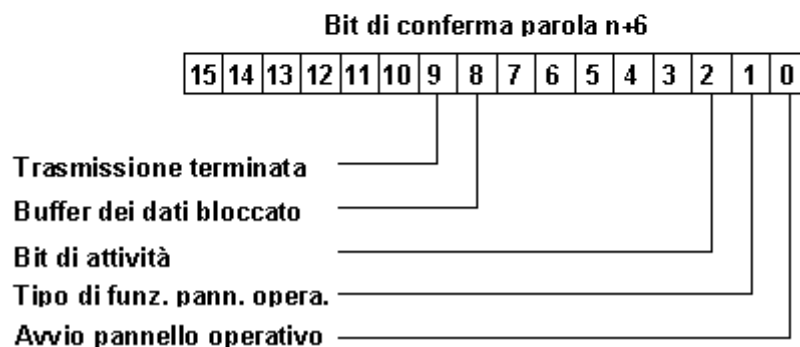 Bit di conferma parola n+6
15 14 13 12 11 10 9 8 7 6 5 4 3 2 1 0
Trasmissione terminata
Buffer dei dati bloccato
Bit di attività
Tipo di funz. pann. opera.
Avvio pannello operativo